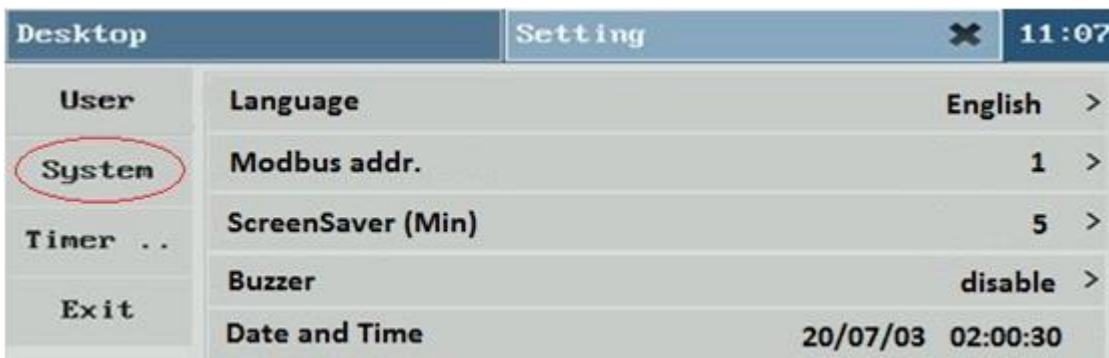 Desktop Setting 11:07
User Language English >
System Modbus addr. 1 >
Timer .. ScreenSaver (Min) 5 >
Buzzer disable >
Exit
Date and Time 20/07/03 02:00:30